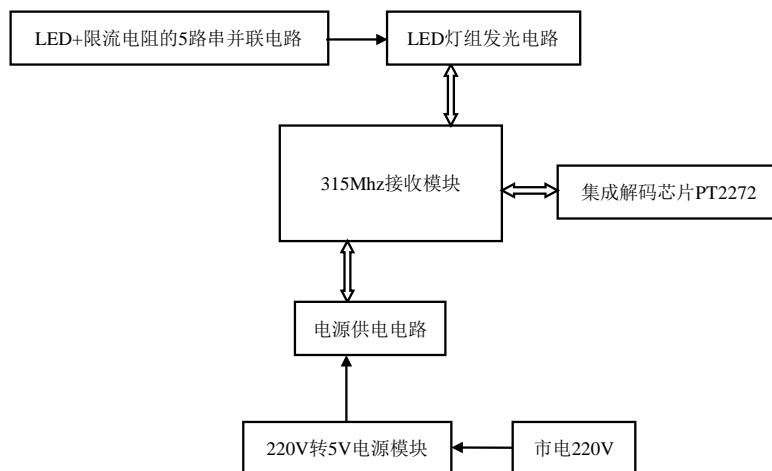 LED+限流电阻的5路串并联电路
LED灯组发光电路
315Mhz接收模块
集成解码芯片PT2272
电源供电电路
220V转5V电源模块
市电220V